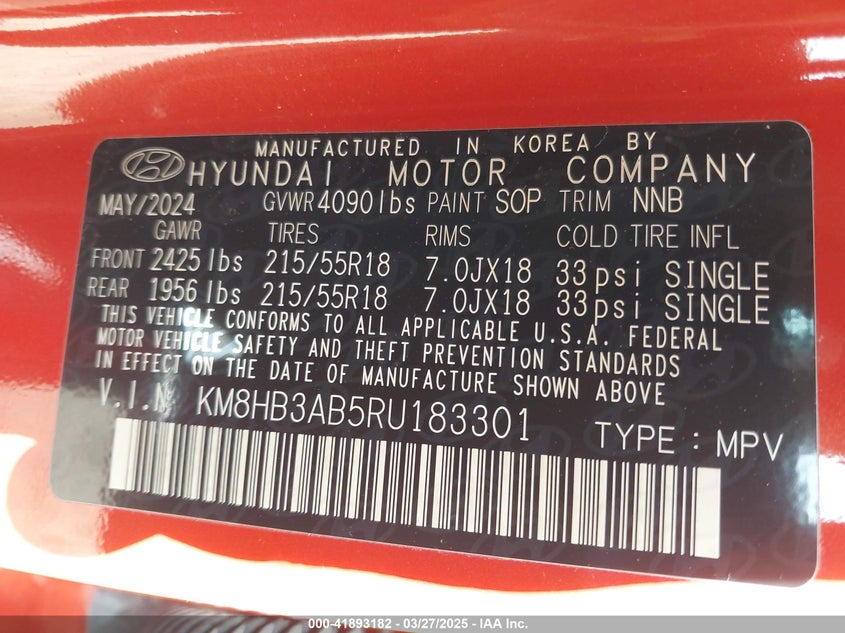 MANUFACTURED IN KOREA BY
HYUNDAI MOTOR COMPANY
MAY/2024 GVWR 4090 lbs PAINT SOP TRIM NNB
GAWR TIRES RIMS COLD TIRE INFL
FRONT 2425 lbs 215/55R18 7.0JX18 33psi SINGLE
REAR 1956 lbs 215/55R18 7.0JX18 33psi SINGLE
THIS VEHICLE CONFORMS TO ALL APPLICABLE U.S.A. FEDERAL
MOTOR VEHICLE SAFETY AND THEFT PREVENTION STANDARDS
IN EFFECT ON THE DATE OF MANUFACTURE SHOWN ABOVE
V.I.N KM8HB3AB5RU183301 TYPE : MPV
000-41893182 - 03/27/2025 - IAA Inc.